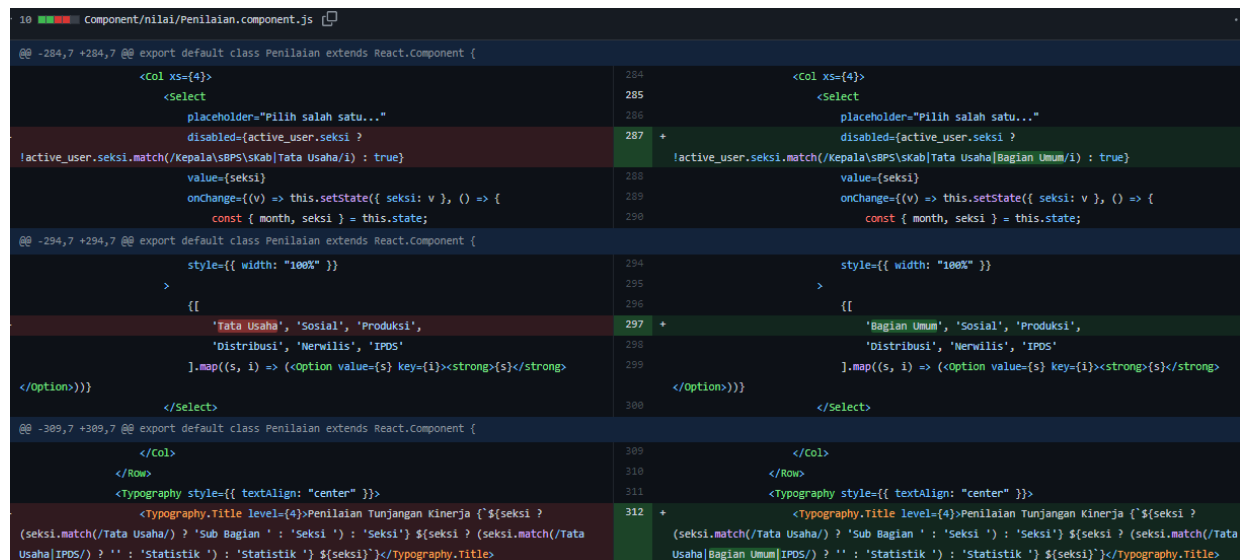 10 Component/nilai/Penilaian.component.js
@@ -284,7 +284,7 @@ export default class Penilaian extends React.Component {
<Col xs={4}>
<Select
placeholder="Pilih salah satu..."
disabled={active_user.seksi ?
!active_user.seksi.match(/Kepala\sBPS\sKab|Tata Usaha/i) : true}
value={seksi}
onChange={(v) => this.setState({ seksi: v }, () => {
const { month, seksi } = this.state;
284 <Col xs={4}>
285 <Select
286 placeholder="Pilih salah satu..."
287 + disabled={active_user.seksi ?
!active_user.seksi.match(/Kepala\sBPS\sKab|Tata Usaha|Bagian Umum/i) : true}
288 value={seksi}
289 onChange={(v) => this.setState({ seksi: v }, () => {
290 const { month, seksi } = this.state;
@@ -294,7 +294,7 @@ export default class Penilaian extends React.Component {
style={{ width: "100%" }}
>
{[
'Tata Usaha', 'Sosial', 'Produksi',
'Distribusi', 'Nerwilis', 'IPDS'
].map((s, i) => (<Option value={s} key={i}><strong>{s}</strong>
</Option>))}
</Select>
294 style={{ width: "100%" }}
295 >
296 {[
297 + 'Bagian Umum', 'Sosial', 'Produksi',
298 'Distribusi', 'Nerwilis', 'IPDS'
299 ].map((s, i) => (<Option value={s} key={i}><strong>{s}</strong>
</Option>))}
300 </Select>
@@ -309,7 +309,7 @@ export default class Penilaian extends React.Component {
</Col>
</Row>
<Typography style={{ textAlign: "center" }}>
<Typography.Title level={4}>Penilaian Tunjangan Kinerja {`${seksi ?
(seksi.match(/Tata Usaha/) ? 'Sub Bagian ' : 'Seksi ') : 'Seksi'} ${seksi ? (seksi.match(/Tata
Usaha|IPDS/) ? '' : 'Statistik ') : 'Statistik '} ${seksi}`}</Typography.Title>
309 </Col>
310 </Row>
311 <Typography style={{ textAlign: "center" }}>
312 + <Typography.Title level={4}>Penilaian Tunjangan Kinerja {`${seksi ?
(seksi.match(/Tata Usaha/) ? 'Sub Bagian ' : 'Seksi ') : 'Seksi'} ${seksi ? (seksi.match(/Tata
Usaha|Bagian Umum|IPDS/) ? '' : 'Statistik ') : 'Statistik '} ${seksi}`}</Typography.Title>